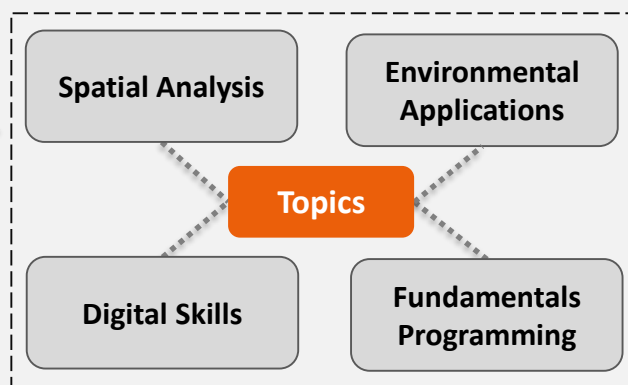 Spatial Analysis
Environmental
Applications
Topics
Digital Skills
Fundamentals
Programming